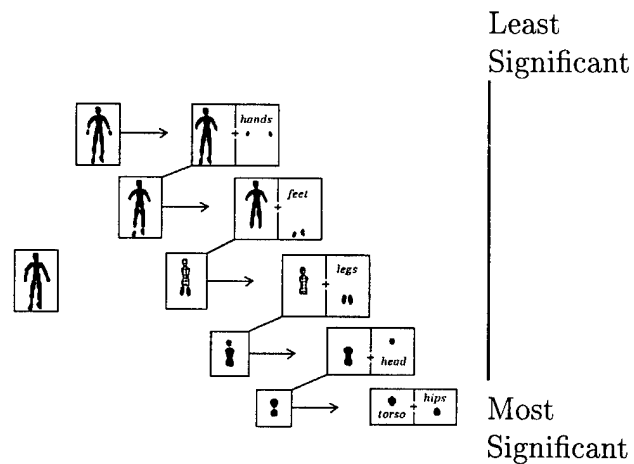 Least
Significant
hands
+
feet
+
legs
+
+
head
+
torso
hips
Most
Significant